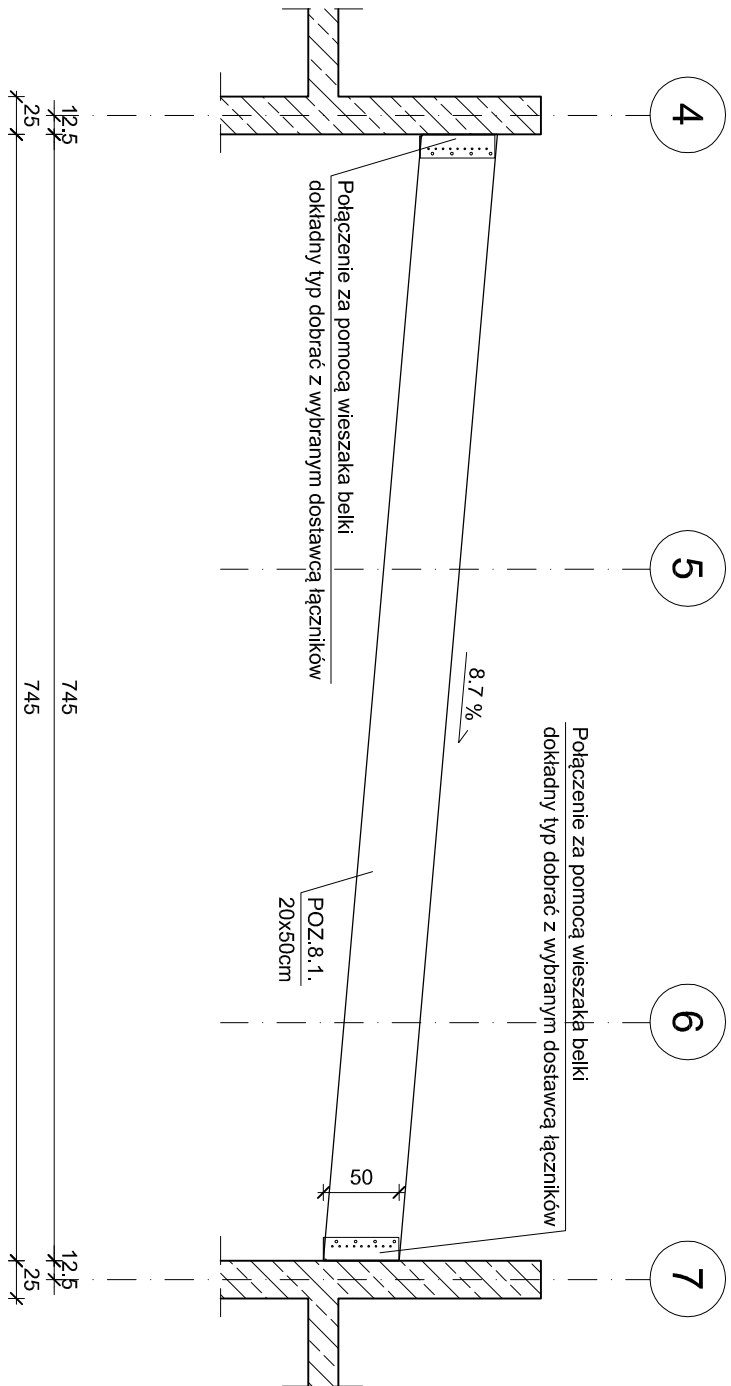 4
5
6
7
Połączenie za pomocą wieszaka belki
dokładny typ dobrać z wybranym dostawcą łączników
8.7 %
Połączenie za pomocą wieszaka belki
dokładny typ dobrać z wybranym dostawcą łączników
POZ.8.1.
20x50cm
50
12.5
745
12.5
25
745
25